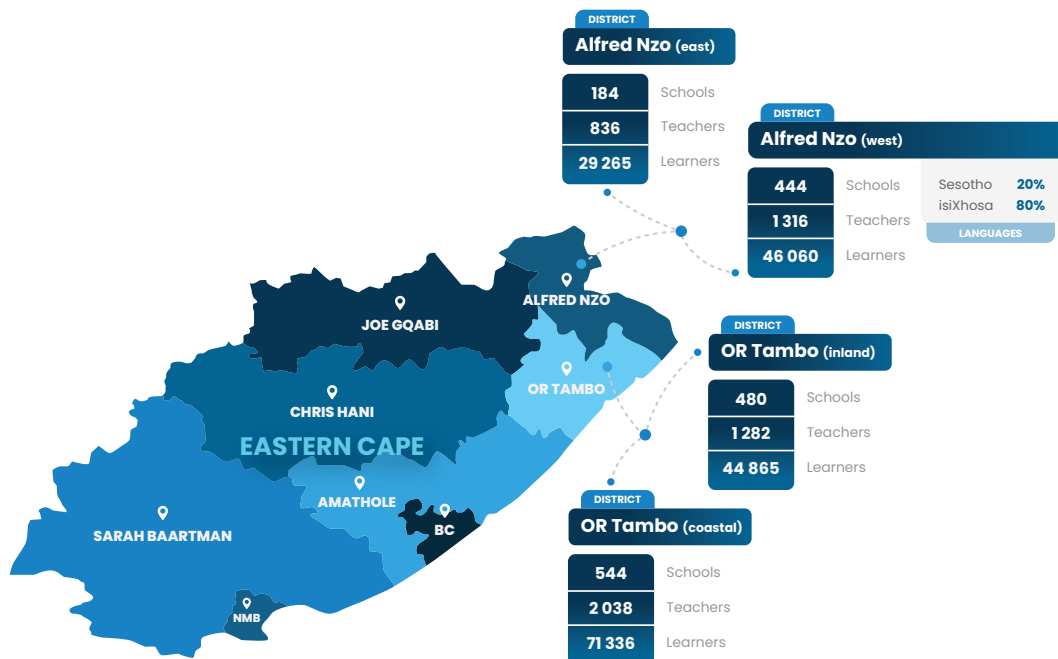 DISTRICT
Alfred Nzo (east)
184 Schools
836 Teachers
29 265 Learners
DISTRICT
Alfred Nzo (west)
444 Schools
1 316 Teachers
46 060 Learners
Sesotho 20%
isiXhosa 80%
LANGUAGES
ALFRED NZO
JOE GQABI
OR TAMBO
CHRIS HANI
EASTERN CAPE
AMATHOLE
BC
SARAH BAARTMAN
NMB
DISTRICT
OR Tambo (inland)
480 Schools
1 282 Teachers
44 865 Learners
DISTRICT
OR Tambo (coastal)
544 Schools
2 038 Teachers
71 336 Learners